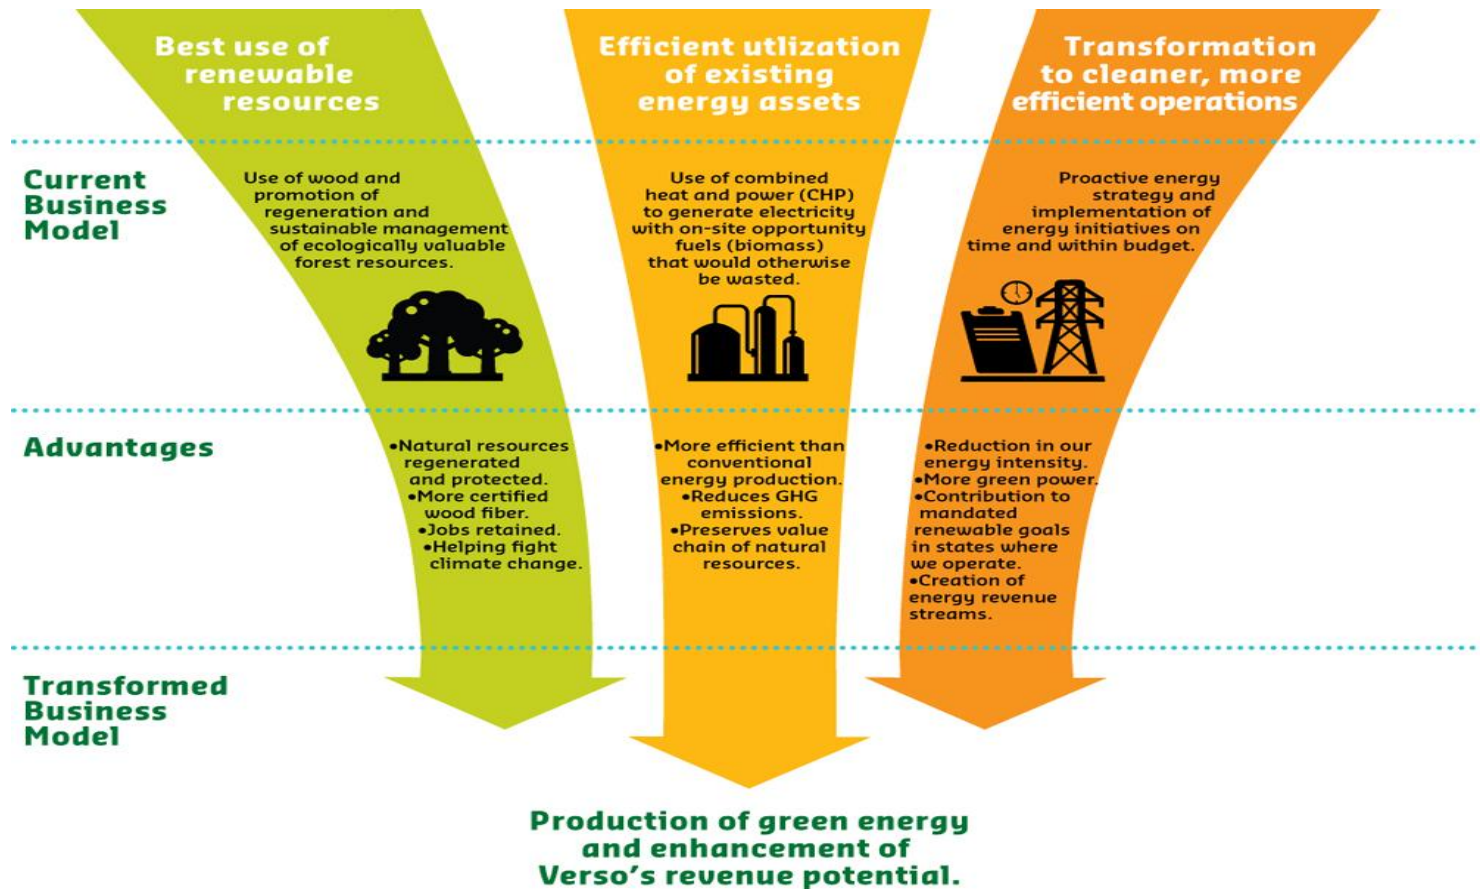 Best use of
renewable
resources
Efficient utlization
of existing
energy assets
Transformation
to cleaner, more
efficient operations
Current
Business
Model
Use of wood and
promotion of
regeneration and
sustainable management
of ecologically valuable
forest resources.
Use of combined
heat and power (CHP)
to generate electricity
with on-site opportunity
fuels (biomass)
that would otherwise
be wasted.
Proactive energy
strategy and
implementation of
energy initiatives on
time and within budget.
Advantages
•Natural resources
regenerated
and protected.
•More certified
wood fiber.
•Jobs retained.
•Helping fight
climate change.
•More efficient than
conventional
energy production.
•Reduces GHG
emissions.
•Preserves value
chain of natural
resources.
•Reduction in our
energy intensity.
•More green power.
•Contribution to
mandated
renewable goals
in states where
we operate.
•Creation of
energy revenue
streams.
Transformed
Business
Model
Production of green energy
and enhancement of
Verso's revenue potential.